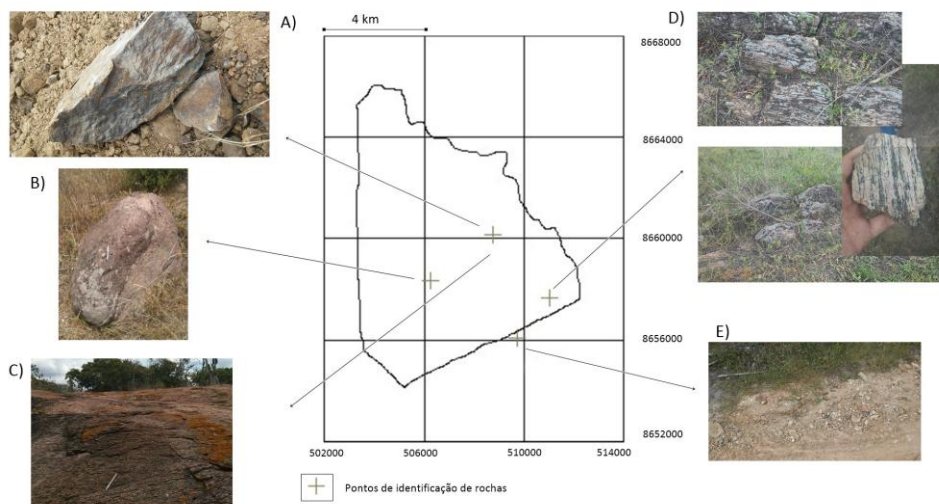 A)
4 km
D)
8668000
B)
8664000
8660000
C)
8656000
E)
8652000
502000
506000
510000
514000
Pontos de identificação de rochas